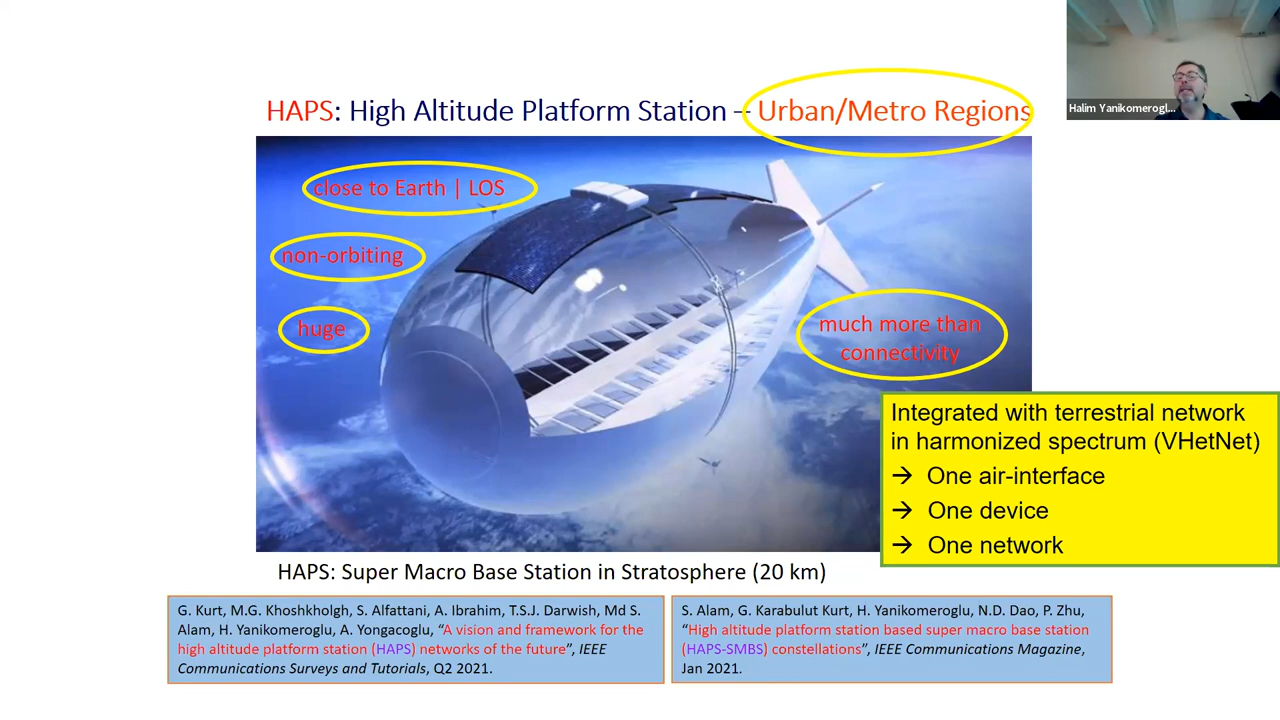 HAPS: High Altitude Platform Station – Urban/Metro Regions
Halim Yanikomerogl...
close to Earth | LOS
non-orbiting
huge
much more than
connectivity
Integrated with terrestrial network
in harmonized spectrum (VHetNet)
→ One air-interface
→ One device
→ One network
HAPS: Super Macro Base Station in Stratosphere (20 km)
G. Kurt, M.G. Khoshkholgh, S. Alfattani, A. Ibrahim, T.S.J. Darwish, Md S.
Alam, H. Yanikomeroglu, A. Yongacoglu, “A vision and framework for the
high altitude platform station (HAPS) networks of the future”, IEEE
Communications Surveys and Tutorials, Q2 2021.
S. Alam, G. Karabulut Kurt, H. Yanikomeroglu, N.D. Dao, P. Zhu,
“High altitude platform station based super macro base station
(HAPS-SMBS) constellations”, IEEE Communications Magazine,
Jan 2021.